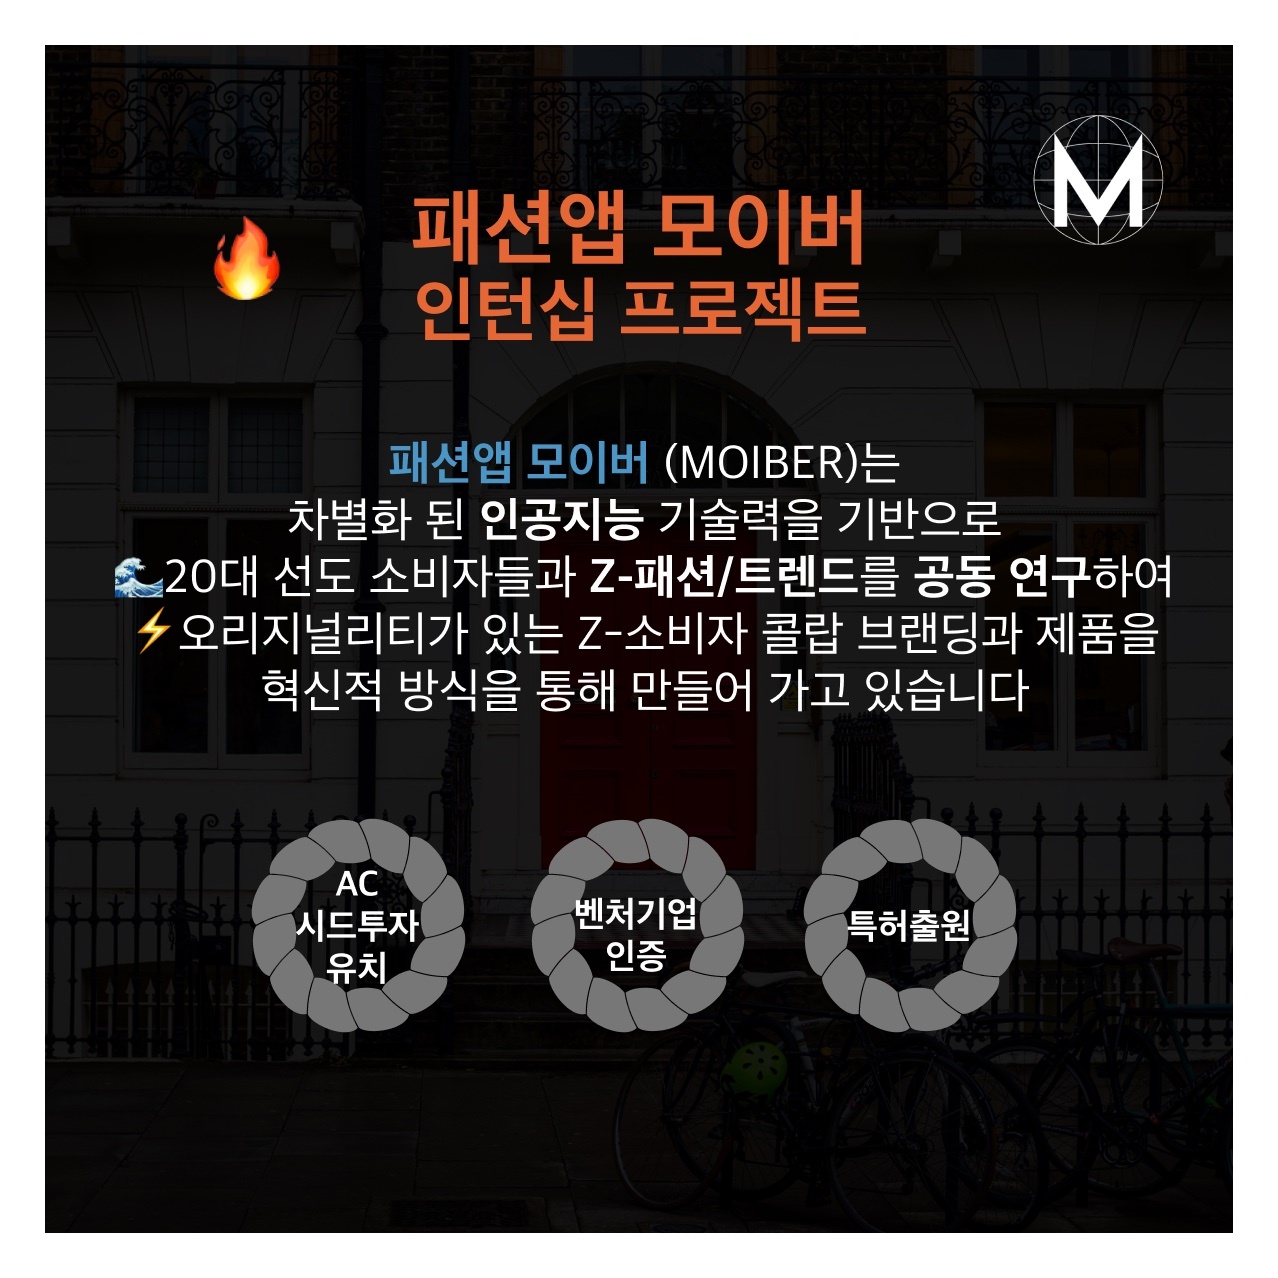 패션앱 모이버
인턴십 프로젝트
M
패션앱 모이버 (MOIBER)는
차별화 된 인공지능 기술력을 기반으로
🌊20대 선도 소비자들과 Z-패션/트렌드를 공동 연구하여
⚡오리지널리티가 있는 Z-소비자 콜랍 브랜딩과 제품을
혁신적 방식을 통해 만들어 가고 있습니다
AC
시드투자
유치
벤처기업
인증
특허출원